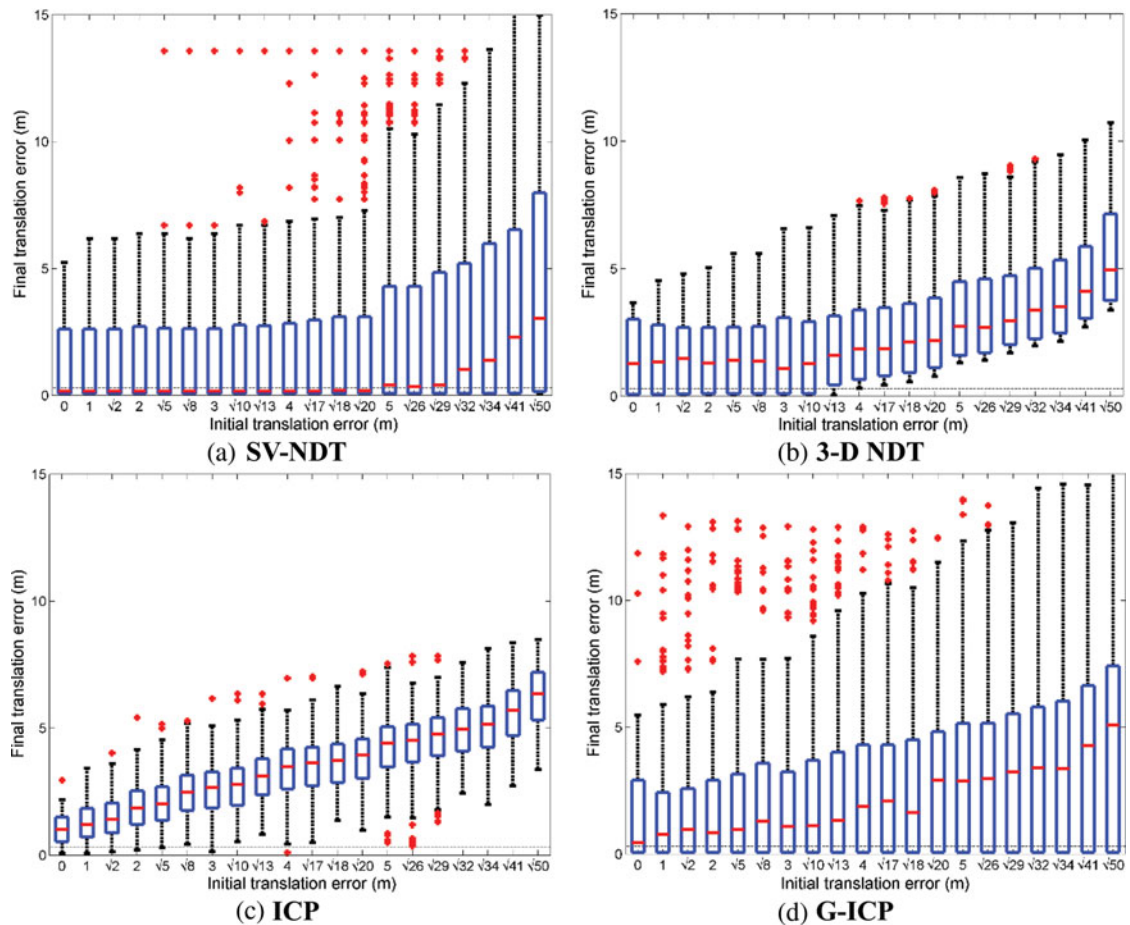 15
10
5
0
Final translation error (m)
0 1 √2 2 √5 √8 3 √10 √13 4 √17 √18 √20 5 √26 √29 √32 √34 √41 √50
Initial translation error (m)
(a) SV-NDT
15
10
5
0
Final translation error (m)
0 1 √2 2 √5 √8 3 √10 √13 4 √17 √18 √20 5 √26 √29 √32 √34 √41 √50
Initial translation error (m)
(b) 3-D NDT
15
10
5
0
Final translation error (m)
0 1 √2 2 √5 √8 3 √10 √13 4 √17 √18 √20 5 √26 √29 √32 √34 √41 √50
Initial translation error (m)
(c) ICP
15
10
5
0
Final translation error (m)
0 1 √2 2 √5 √8 3 √10 √13 4 √17 √18 √20 5 √26 √29 √32 √34 √41 √50
Initial translation error (m)
(d) G-ICP